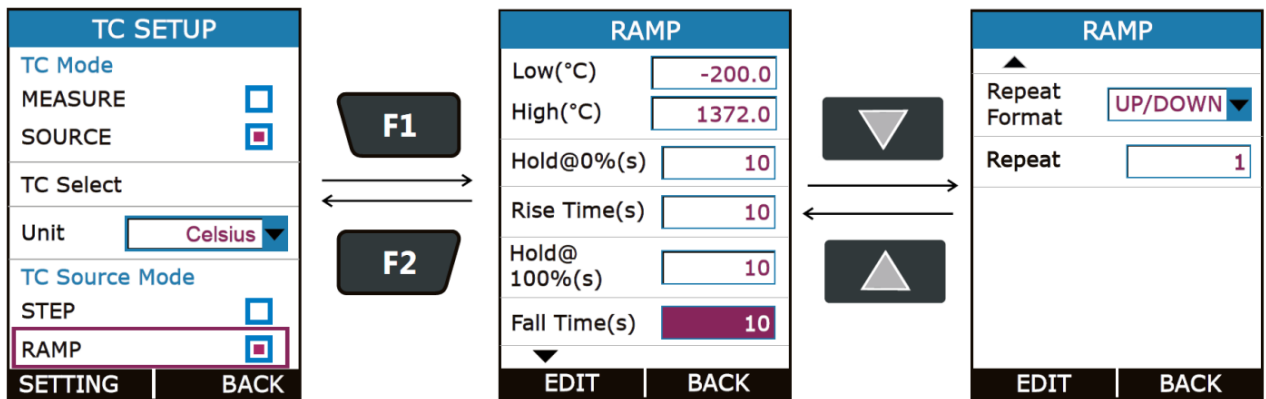 TC SETUP
TC Mode
MEASURE
SOURCE
TC Select
Unit Celsius
TC Source Mode
STEP
RAMP
SETTING BACK
F1
F2
RAMP
Low(°C) -200.0
High(°C) 1372.0
Hold@0%(s) 10
Rise Time(s) 10
Hold@
100%(s) 10
Fall Time(s) 10
EDIT BACK
RAMP
Repeat
Format UP/DOWN
Repeat 1
EDIT BACK